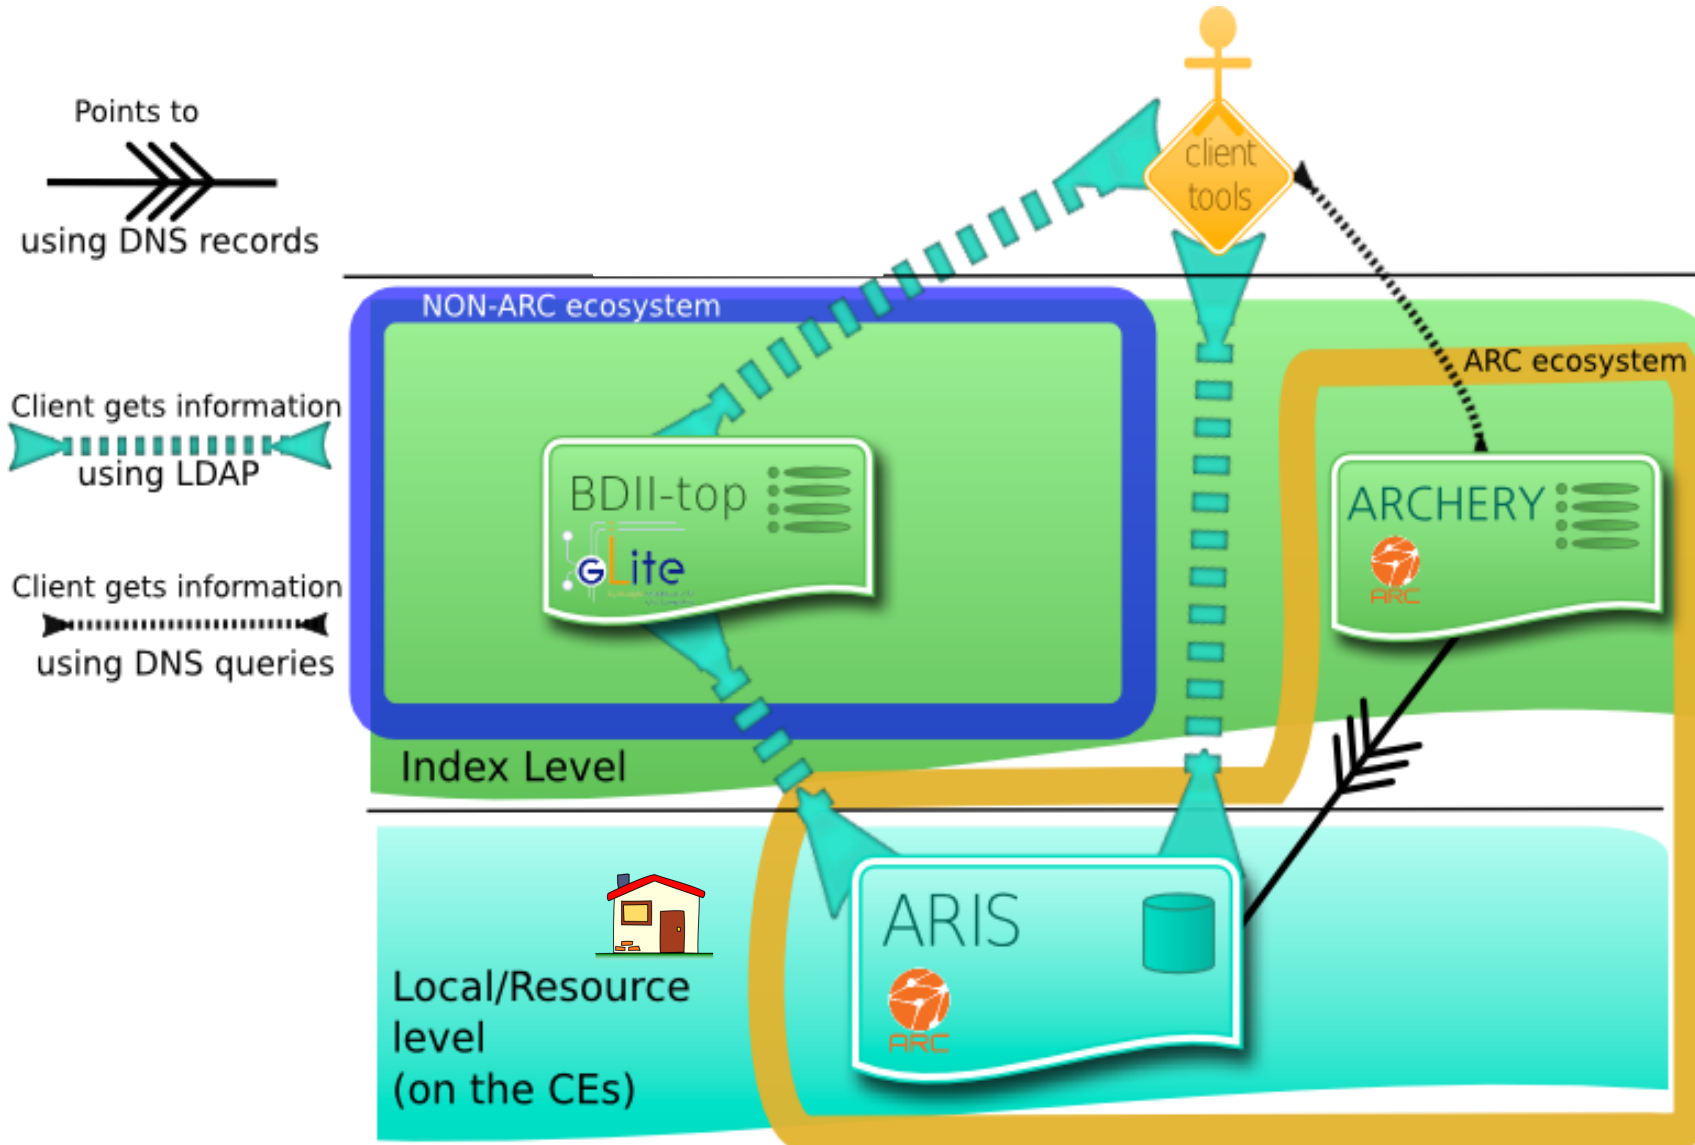 client
tools
Points to
using DNS records
NON-ARC ecosystem
ARC ecosystem
Client gets information
using LDAP
BDII-top
gLite
ARCHERY
ARC
Client gets information
using DNS queries
Index Level
ARIS
ARC
Local/Resource
level
(on the CEs)